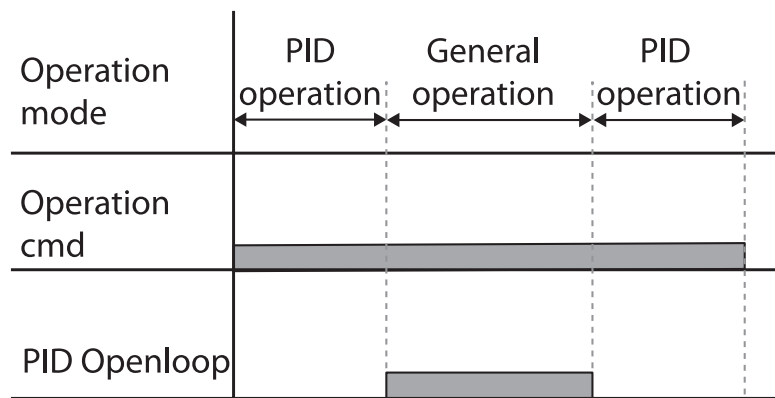 Operation
mode
PID
operation
General
operation
PID
operation
Operation
cmd
PID Openloop